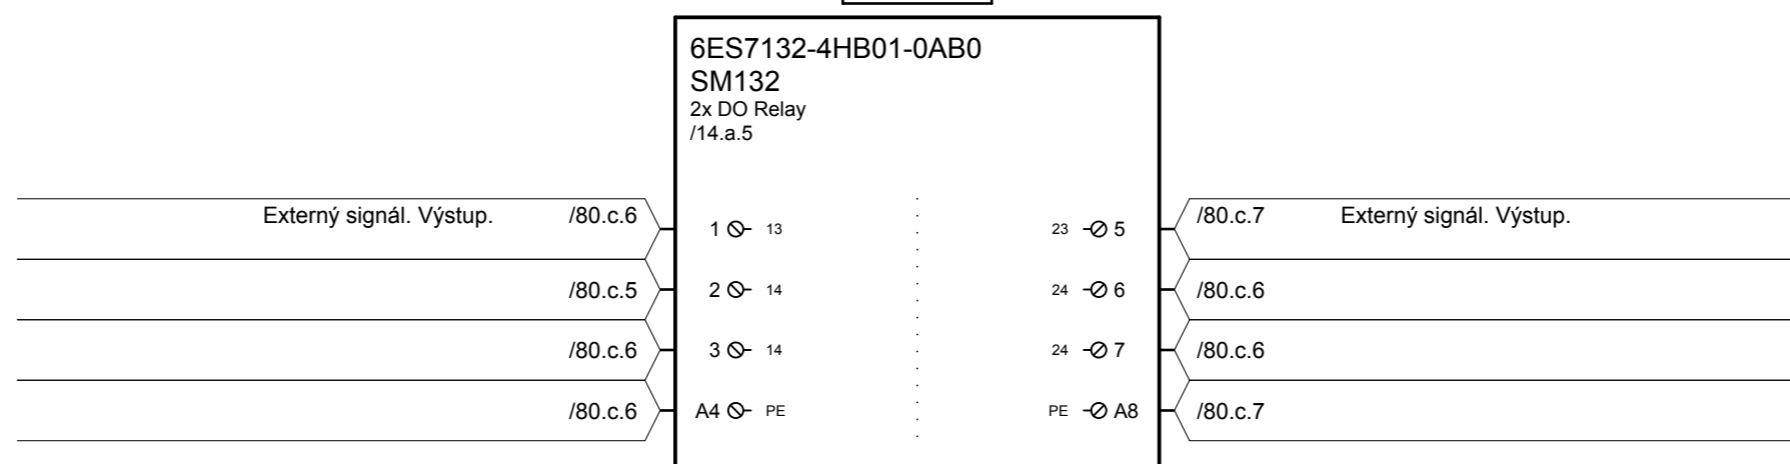 6ES7132-4HB01-0AB0
SM132
2x DO Relay
/14.a.5
Externý signál. Výstup. /80.c.6 1 13 23 5 /80.c.7 Externý signál. Výstup.
/80.c.5 2 14 24 6 /80.c.6
/80.c.6 3 14 24 7 /80.c.6
/80.c.6 A4 PE PE A8 /80.c.7